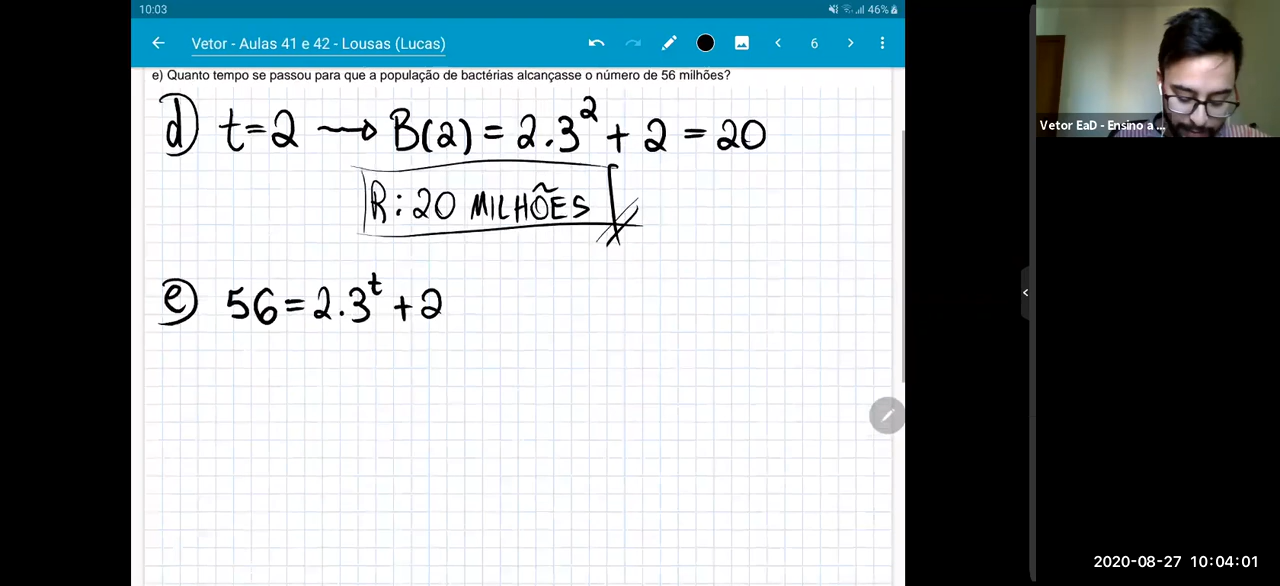 10:03
46%
Vetor - Aulas 41 e 42 - Lousas (Lucas)
6
e) Quanto tempo se passou para que a população de bactérias alcançasse o número de 56 milhões?
d) t=2 → B(2) = 2.3² + 2 = 20
R: 20 MILHÕES
e) 56 = 2.3ᵗ + 2
Vetor EaD - Ensino a ...
2020-08-27 10:04:01